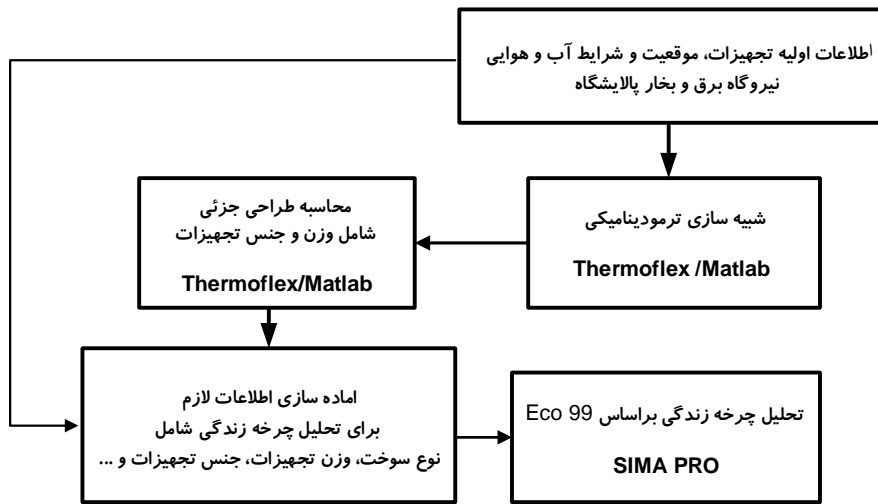 اطلاعات اولیه تجهیزات، موقعیت و شرایط آب و هوایی
نیروگاه برق و بخار پالایشگاه
شبیه سازی ترمودینامیکی
Thermoflex /Matlab
محاسبه طراحی جزئی
شامل وزن و جنس تجهیزات
Thermoflex/Matlab
اماده سازی اطلاعات لازم
برای تحلیل چرخه زندگی شامل
نوع سوخت، وزن تجهیزات، جنس تجهیزات و ...
تحلیل چرخه زندگی براساس Eco 99
SIMA PRO